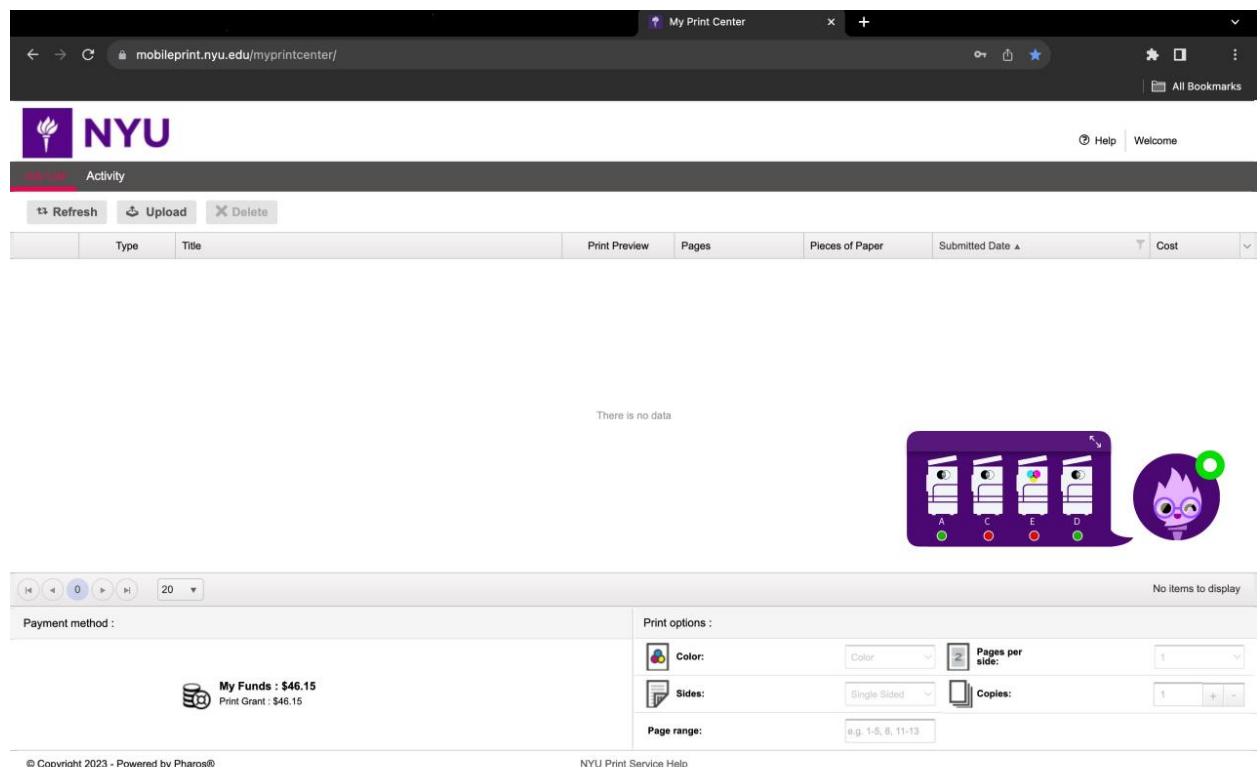 My Print Center
mobileprint.nyu.edu/myprintcenter/
All Bookmarks
NYU
Help Welcome
Activity
Refresh Upload Delete
Type Title Print Preview Pages Pieces of Paper Submitted Date Cost
There is no data
A C E D
0 20 No items to display
Payment method : Print options :
Color: Color 2 Pages per side: 1
My Funds : $46.15
Print Grant : $46.15
Sides: Single Sided Copies: 1 + -
Page range: e.g. 1-5, 8, 11-13
© Copyright 2023 - Powered by Pharos® NYU Print Service Help